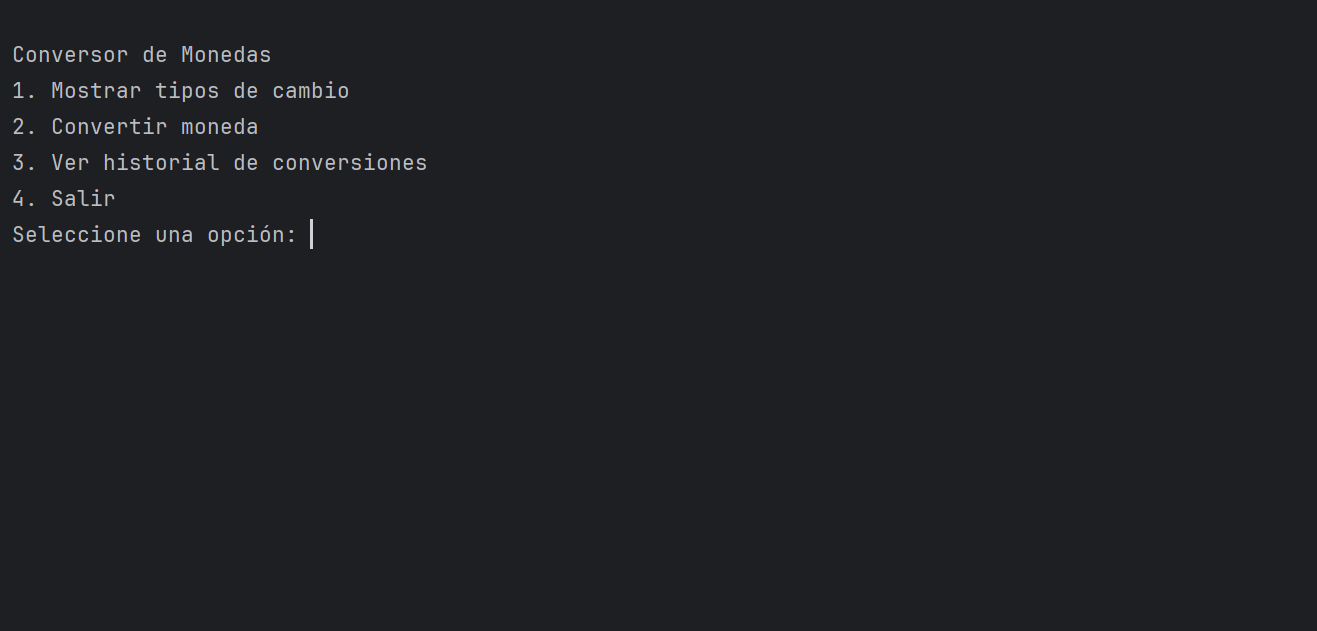 Conversor de Monedas
1. Mostrar tipos de cambio
2. Convertir moneda
3. Ver historial de conversiones
4. Salir
Seleccione una opción: